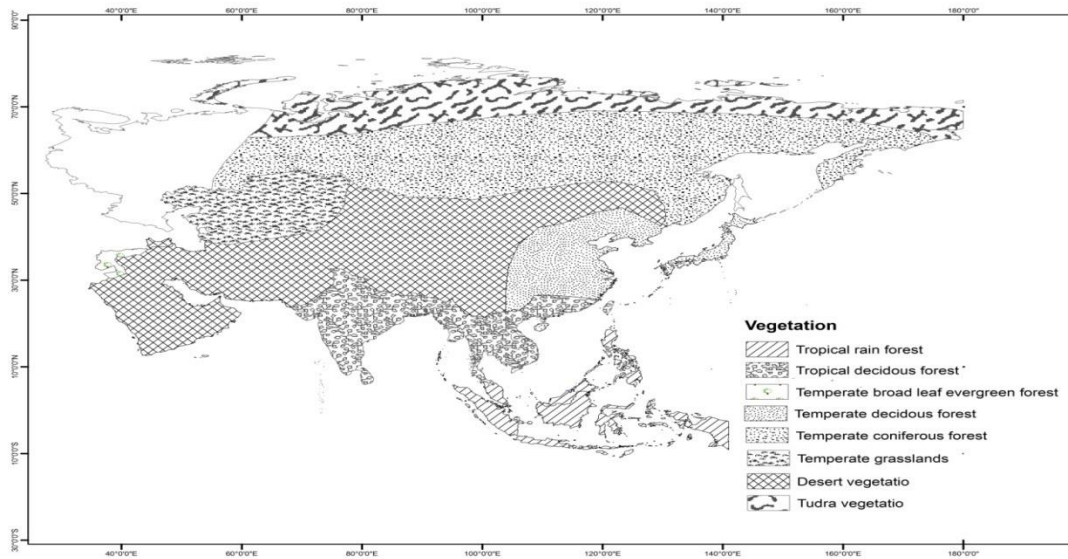 40°0'0"E 60°0'0"E 80°0'0"E 100°0'0"E 120°0'0"E 140°0'0"E 160°0'0"E 180°0'0"
90°0'0"N
70°0'0"N
50°0'0"N
30°0'0"N
10°0'0"N
10°0'0"S
30°0'0"S
Vegetation
Tropical rain forest
Tropical decidous forest
Temperate broad leaf evergreen forest
Temperate decidous forest
Temperate coniferous forest
Temperate grasslands
Desert vegetatio
Tudra vegetatio
40°0'0"E 60°0'0"E 80°0'0"E 100°0'0"E 120°0'0"E 140°0'0"E 160°0'0"E 180°0'0"